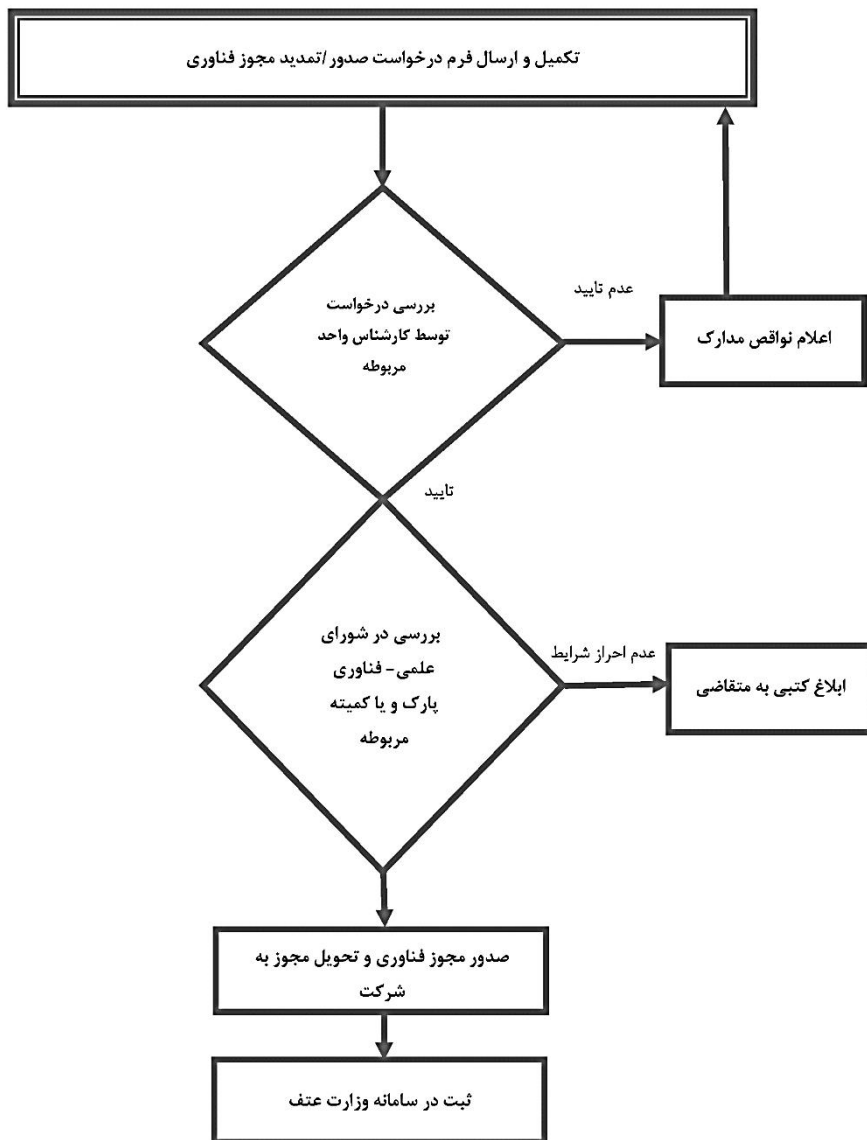 تکمیل و ارسال فرم درخواست صدور/تمدید مجوز فناوری
بررسی درخواست
توسط کارشناس واحد
مربوطه
عدم تایید
اعلام نواقص مدارک
تایید
بررسی در شورای
علمی- فناوری
پارک و یا کمیته
مربوطه
عدم احراز شرایط
ابلاغ کتبی به متقاضی
صدور مجوز فناوری و تحویل مجوز به
شرکت
ثبت در سامانه وزارت عتف